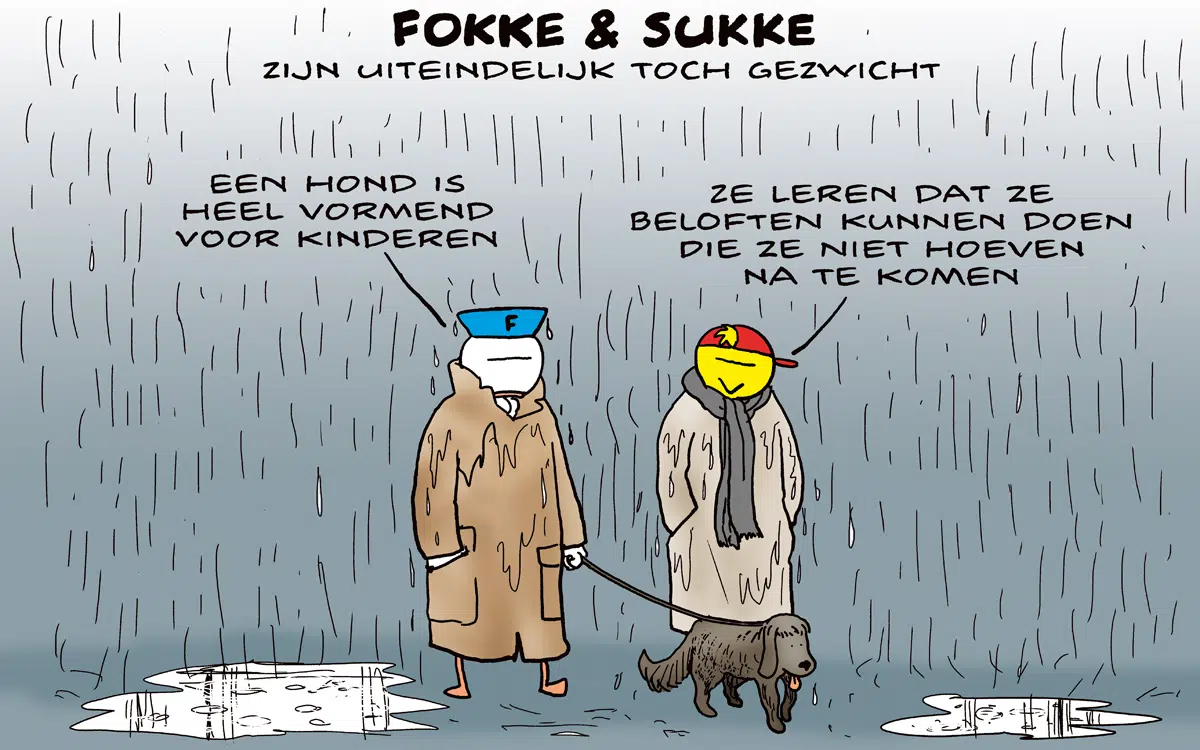 FOKKE & SUKKE
ZIJN UITEINDELIJK TOCH GEZWICHT
EEN HOND IS
HEEL VORMEND
VOOR KINDEREN
ZE LEREN DAT ZE
BELOFTEN KUNNEN DOEN
DIE ZE NIET HOEVEN
NA TE KOMEN
F